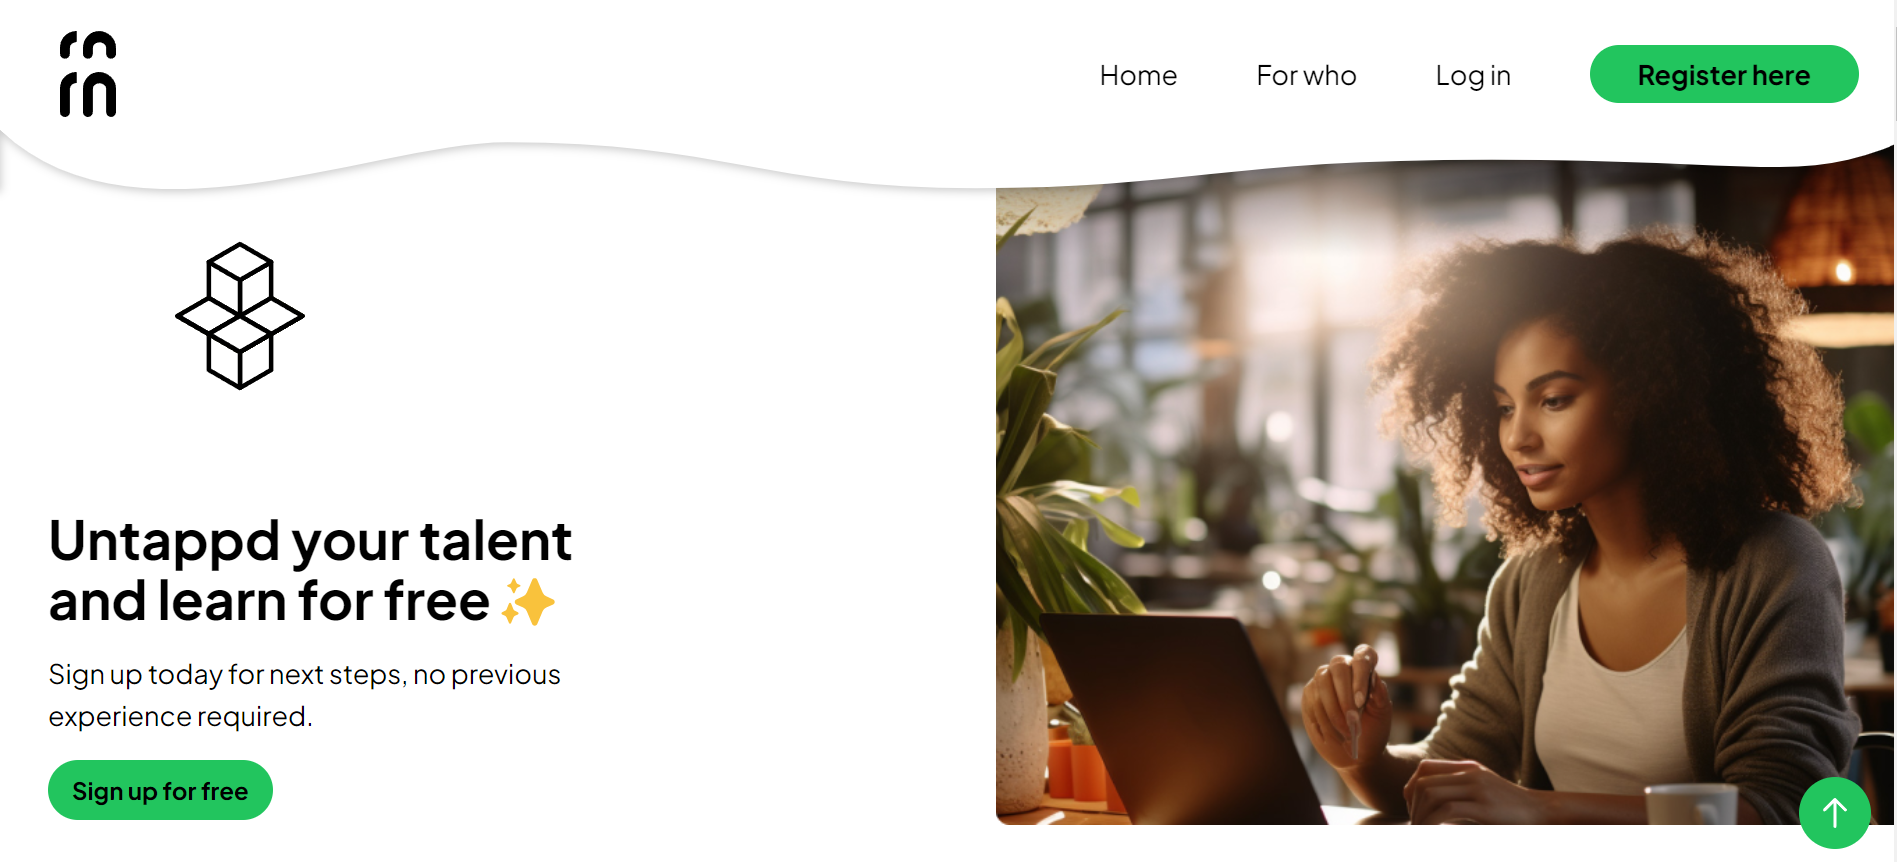 Home
For who
Log in
Register here
Untappd your talent
and learn for free ✨
Sign up today for next steps, no previous
experience required.
Sign up for free